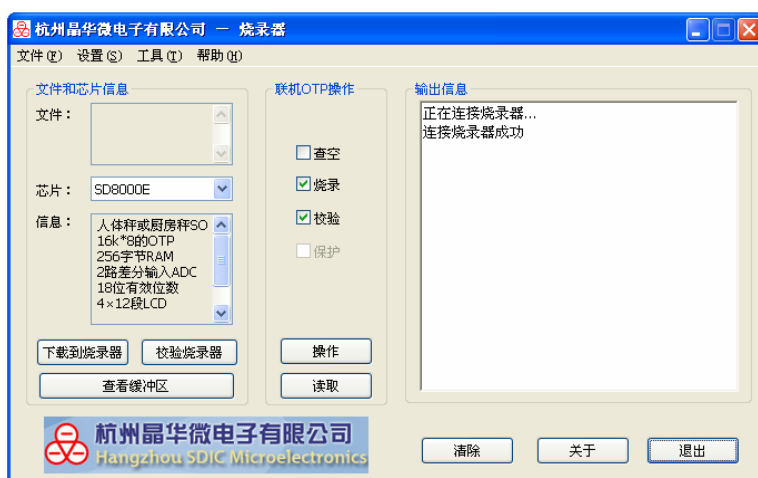 杭州晶华微电子有限公司 － 烧录器
文件(F) 设置(S) 工具(T) 帮助(H)
文件和芯片信息
文件：
芯片： SD8000E
信息： 人体秤或厨房秤SO
16k*8的OTP
256字节RAM
2路差分输入ADC
18位有效位数
4×12段LCD
下载到烧录器 校验烧录器
查看缓冲区
联机OTP操作
查空
烧录
校验
保护
操作
读取
输出信息
正在连接烧录器...
连接烧录器成功
杭州晶华微电子有限公司
Hangzhou SDIC Microelectronics
清除 关于 退出